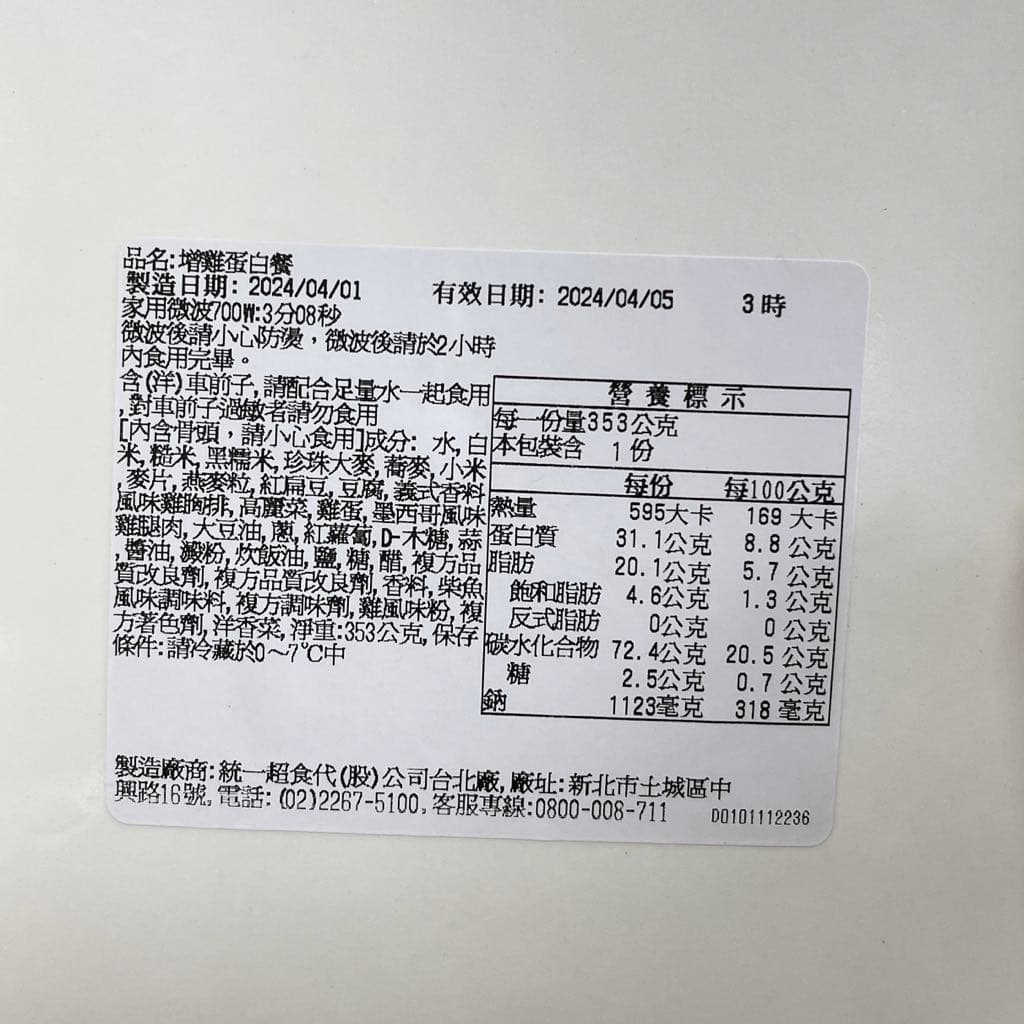 品名:增雞蛋白餐
製造日期: 2024/04/01 有效日期: 2024/04/05 3時
家用微波700W:3分08秒
微波後請小心防燙，微波後請於2小時
內食用完畢。
含(洋)車前子,請配合足量水一起食用
,對車前子過敏者請勿食用
[內含骨頭，請小心食用]成分: 水,白
米,糙米,黑糯米,珍珠大麥,蕎麥,小米
,麥片,燕麥粒,紅扁豆,豆腐,義式香料
風味雞胸排,高麗菜,雞蛋,墨西哥風味
雞腿肉,大豆油,蔥,紅蘿蔔,D-木糖,蒜
,醬油,澱粉,炊飯油,鹽,糖,醋,複方品
質改良劑,複方品質改良劑,香料,柴魚
風味調味料,複方調味劑,雞風味粉,複
方著色劑,洋香菜,淨重:353公克,保存
條件:請冷藏於0～7℃中
營養標示
每一份量353公克
本包裝含 1份
每份 每100公克
熱量 595大卡 169 大卡
蛋白質 31.1公克 8.8 公克
脂肪 20.1公克 5.7 公克
飽和脂肪 4.6公克 1.3 公克
反式脂肪 0公克 0 公克
碳水化合物 72.4公克 20.5 公克
糖 2.5公克 0.7 公克
鈉 1123毫克 318 毫克
製造廠商:統一超食代(股)公司台北廠,廠址:新北市土城區中
興路16號,電話:(02)2267-5100,客服專線:0800-008-711 D0101112236